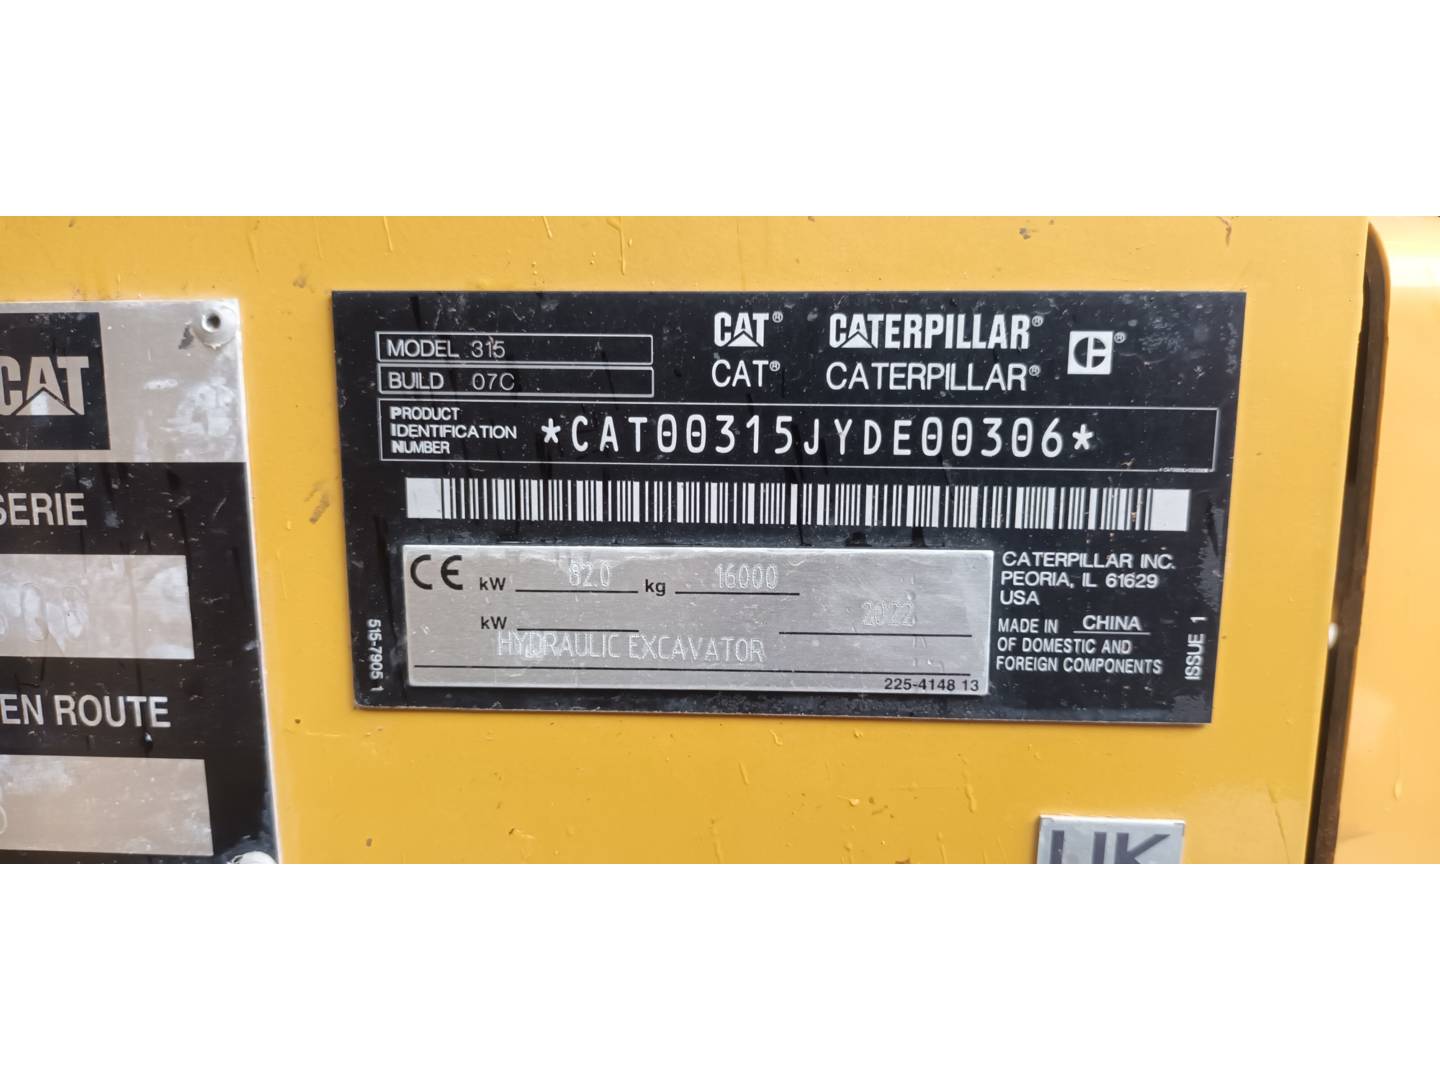 CAT
SERIE
EN ROUTE
MODEL 315
BUILD 07C
CAT® CATERPILLAR®
CAT® CATERPILLAR®
PRODUCT
IDENTIFICATION
NUMBER
*CAT00315JYDE00306*
CE kW 82.0 kg 16000
kW 2022
HYDRAULIC EXCAVATOR
225-4148 13
515-7905 1
CATERPILLAR INC.
PEORIA, IL 61629
USA
MADE IN CHINA
OF DOMESTIC AND
FOREIGN COMPONENTS
ISSUE 1
UK